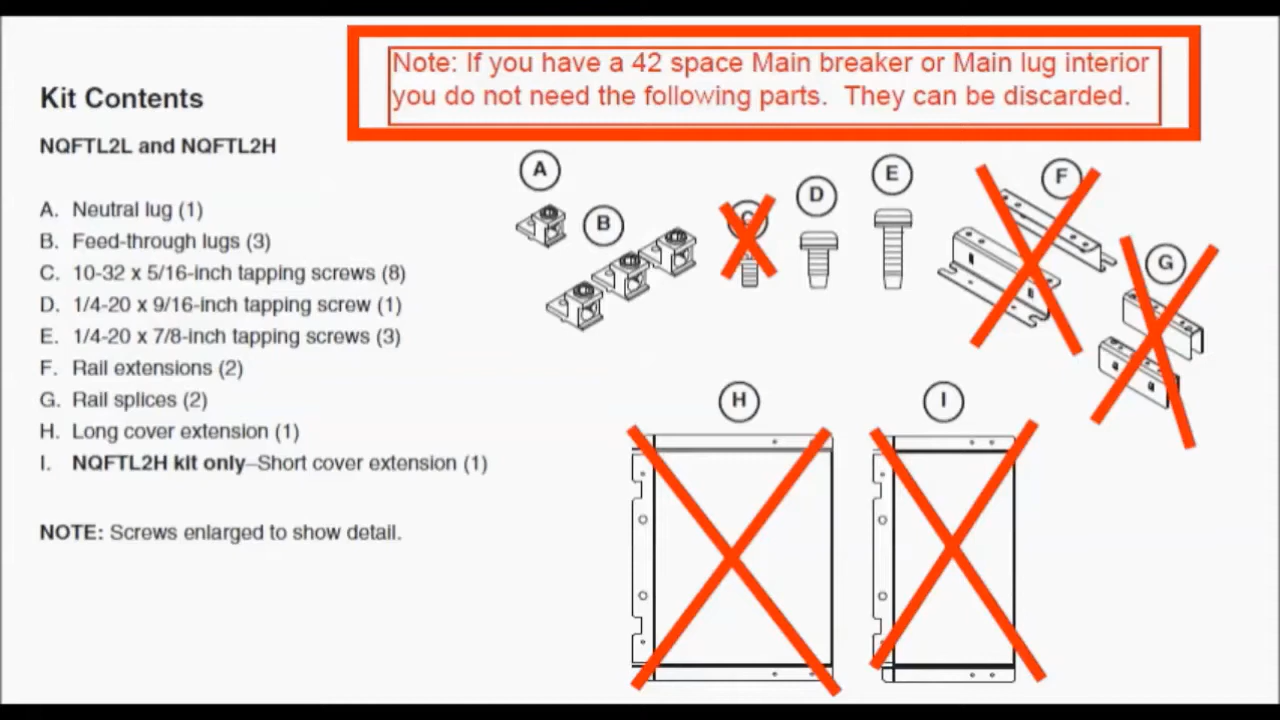 Note: If you have a 42 space Main breaker or Main lug interior
you do not need the following parts.  They can be discarded.
Kit Contents
NQFTL2L and NQFTL2H
A. Neutral lug (1)
B. Feed-through lugs (3)
C. 10-32 x 5/16-inch tapping screws (8)
D. 1/4-20 x 9/16-inch tapping screw (1)
E. 1/4-20 x 7/8-inch tapping screws (3)
F. Rail extensions (2)
G. Rail splices (2)
H. Long cover extension (1)
I. NQFTL2H kit only–Short cover extension (1)
NOTE: Screws enlarged to show detail.
A
B
C
D
E
F
G
H
I